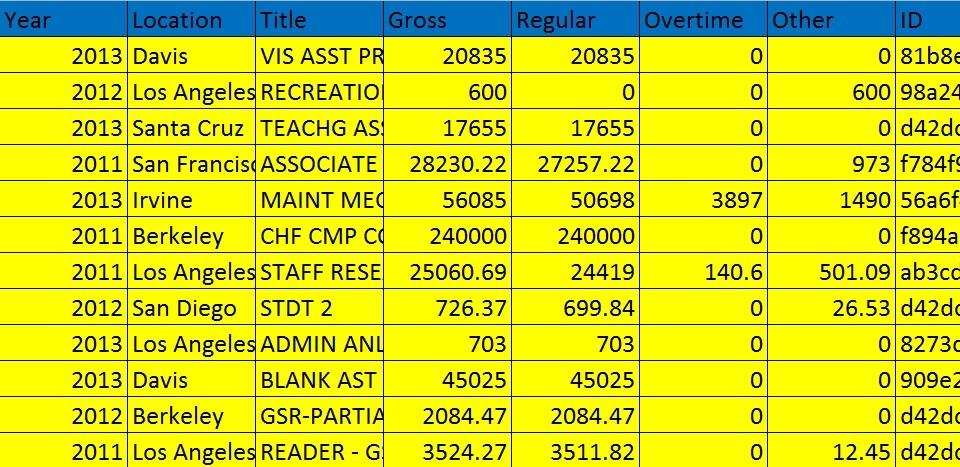 Year Location Title Gross Regular Overtime Other ID
2013 Davis VIS ASST PR 20835 20835 0 0 81b8e
2012 Los Angeles RECREATIO 600 0 0 600 98a24
2013 Santa Cruz TEACHG ASS 17655 17655 0 0 d42dc
2011 San Francisc ASSOCIATE 28230.22 27257.22 0 973 f784f9
2013 Irvine MAINT MEC 56085 50698 3897 1490 56a6f
2011 Berkeley CHF CMP CO 240000 240000 0 0 f894a
2011 Los Angeles STAFF RESE 25060.69 24419 140.6 501.09 ab3cd
2012 San Diego STDT 2 726.37 699.84 0 26.53 d42dc
2013 Los Angeles ADMIN ANL 703 703 0 0 8273c
2013 Davis BLANK AST 45025 45025 0 0 909e2
2012 Berkeley GSR-PARTIA 2084.47 2084.47 0 0 d42dc
2011 Los Angeles READER - GS 3524.27 3511.82 0 12.45 d42dc